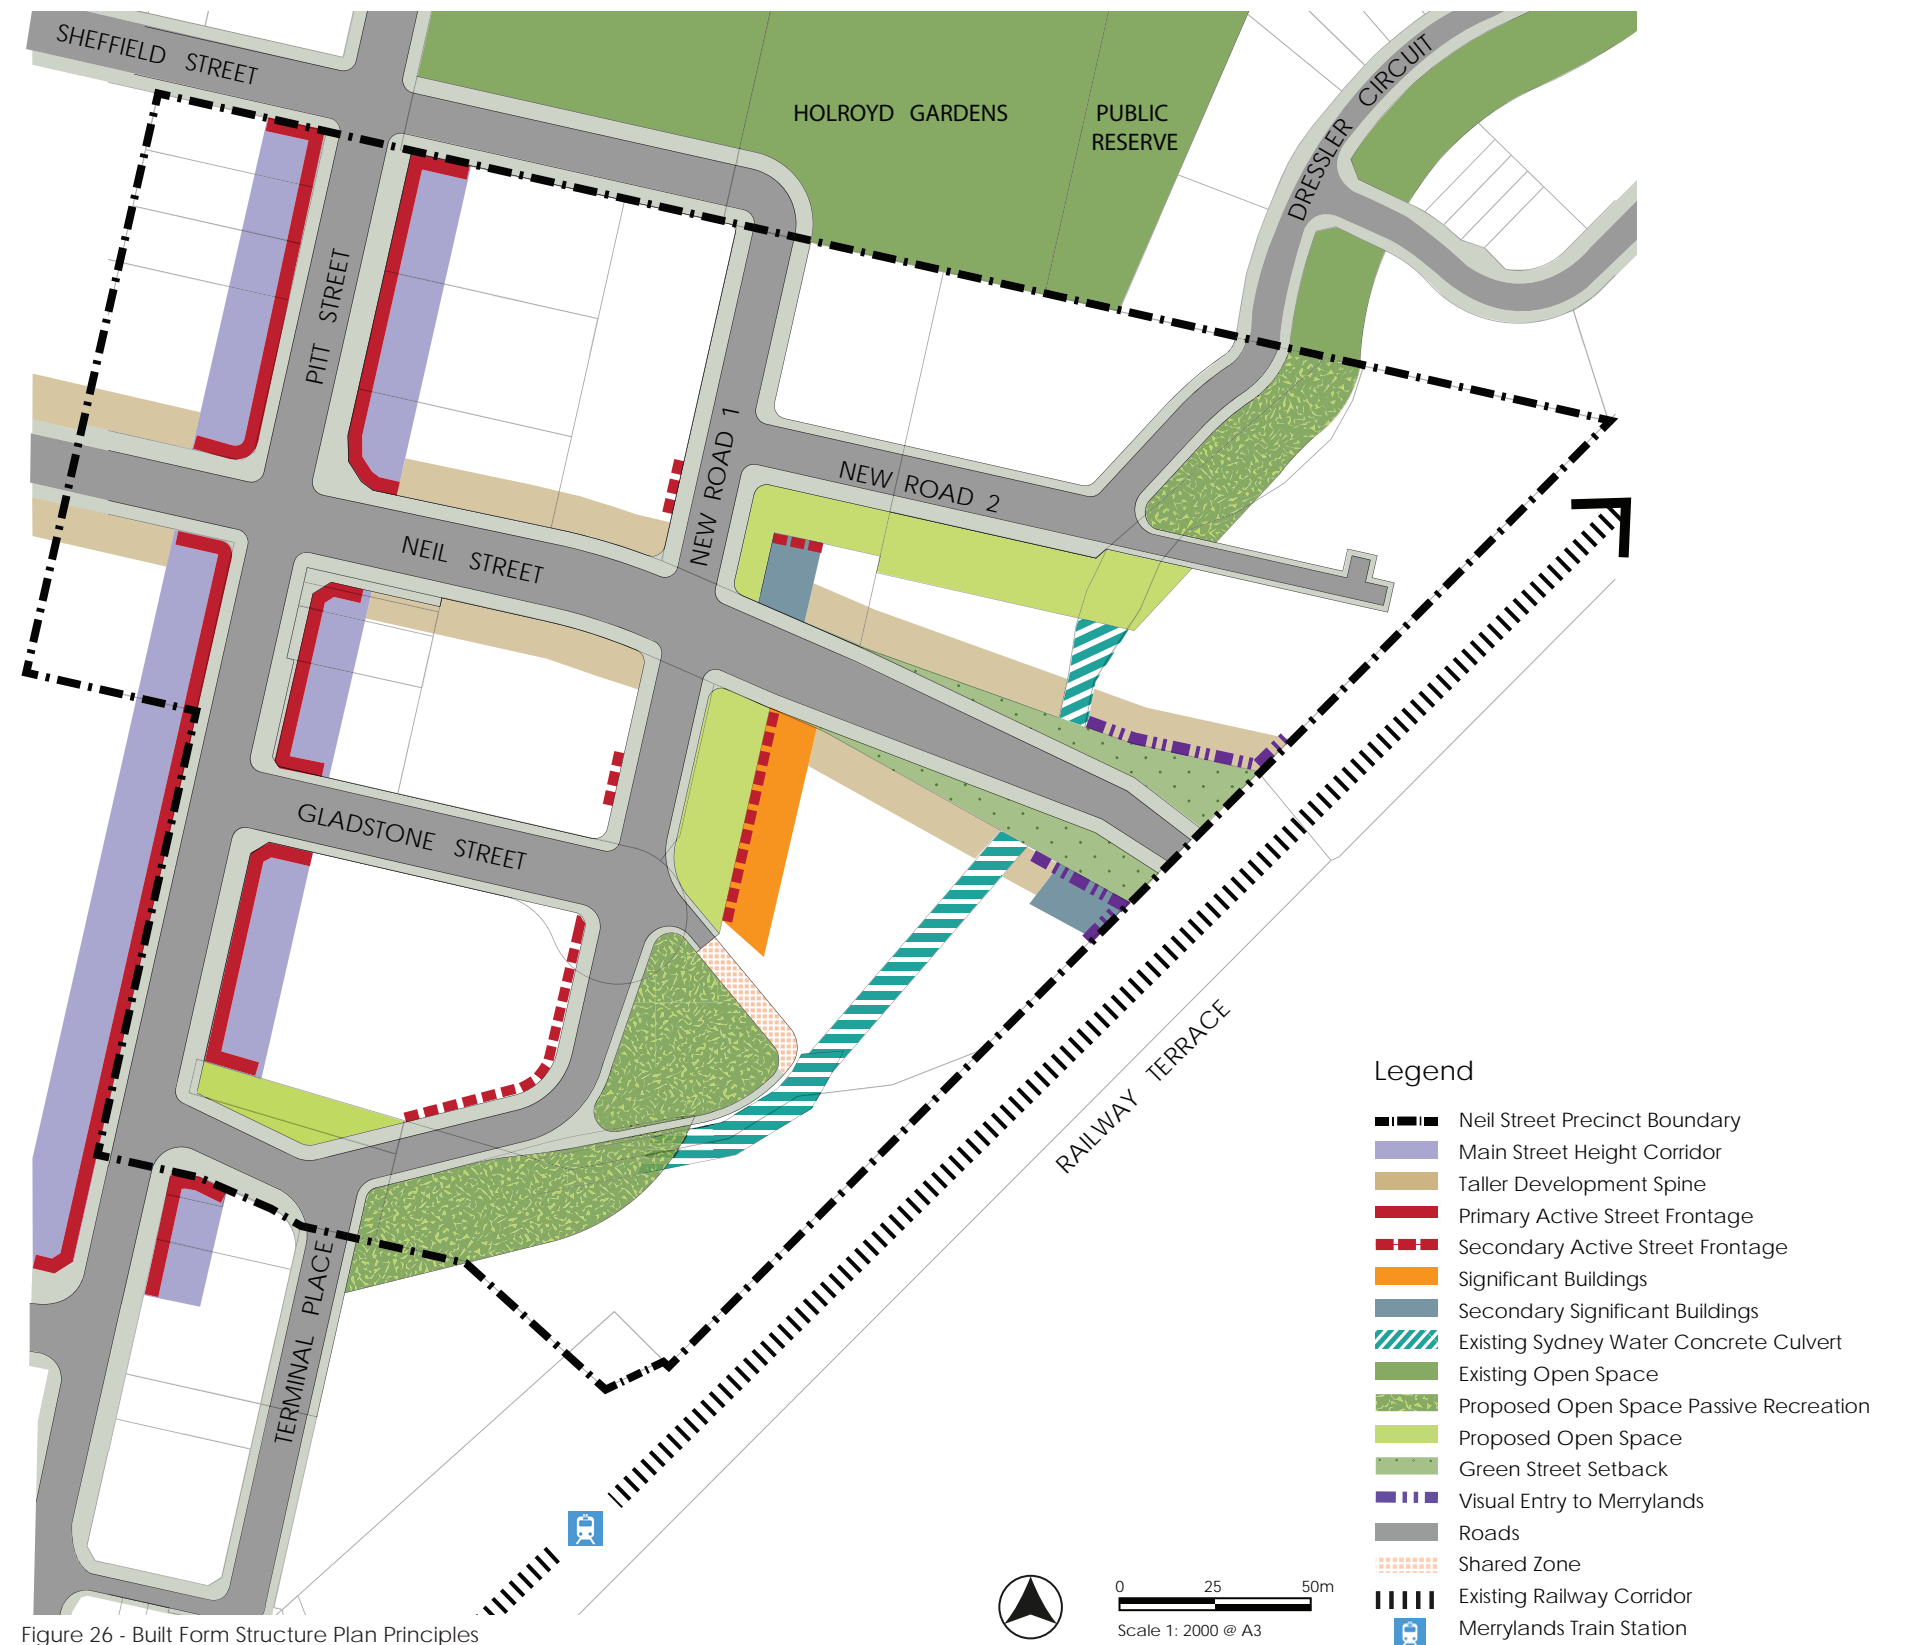 SHEFFIELD STREET
HOLROYD GARDENS
PUBLIC
RESERVE
DRESSLER CIRCUIT
PITT STREET
NEW ROAD 1
NEW ROAD 2
NEIL STREET
GLADSTONE STREET
RAILWAY TERRACE
TERMINAL PLACE
Legend
Neil Street Precinct Boundary
Main Street Height Corridor
Taller Development Spine
Primary Active Street Frontage
Secondary Active Street Frontage
Significant Buildings
Secondary Significant Buildings
Existing Sydney Water Concrete Culvert
Existing Open Space
Proposed Open Space Passive Recreation
Proposed Open Space
Green Street Setback
Visual Entry to Merrylands
Roads
Shared Zone
Existing Railway Corridor
Merrylands Train Station
0 25 50m
Scale 1: 2000 @ A3
Figure 26 - Built Form Structure Plan Principles